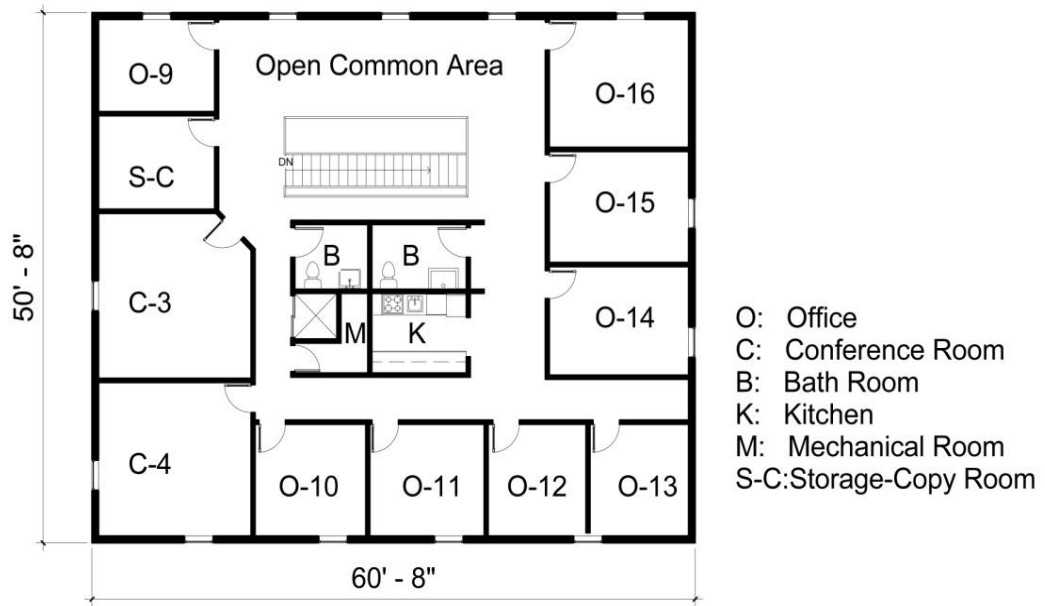 O-9
Open Common Area
O-16
S-C
DN
O-15
B
B
C-3
M
K
O-14
C-4
O-10
O-11
O-12
O-13
50' - 8"
60' - 8"
O: Office
C: Conference Room
B: Bath Room
K: Kitchen
M: Mechanical Room
S-C:Storage-Copy Room